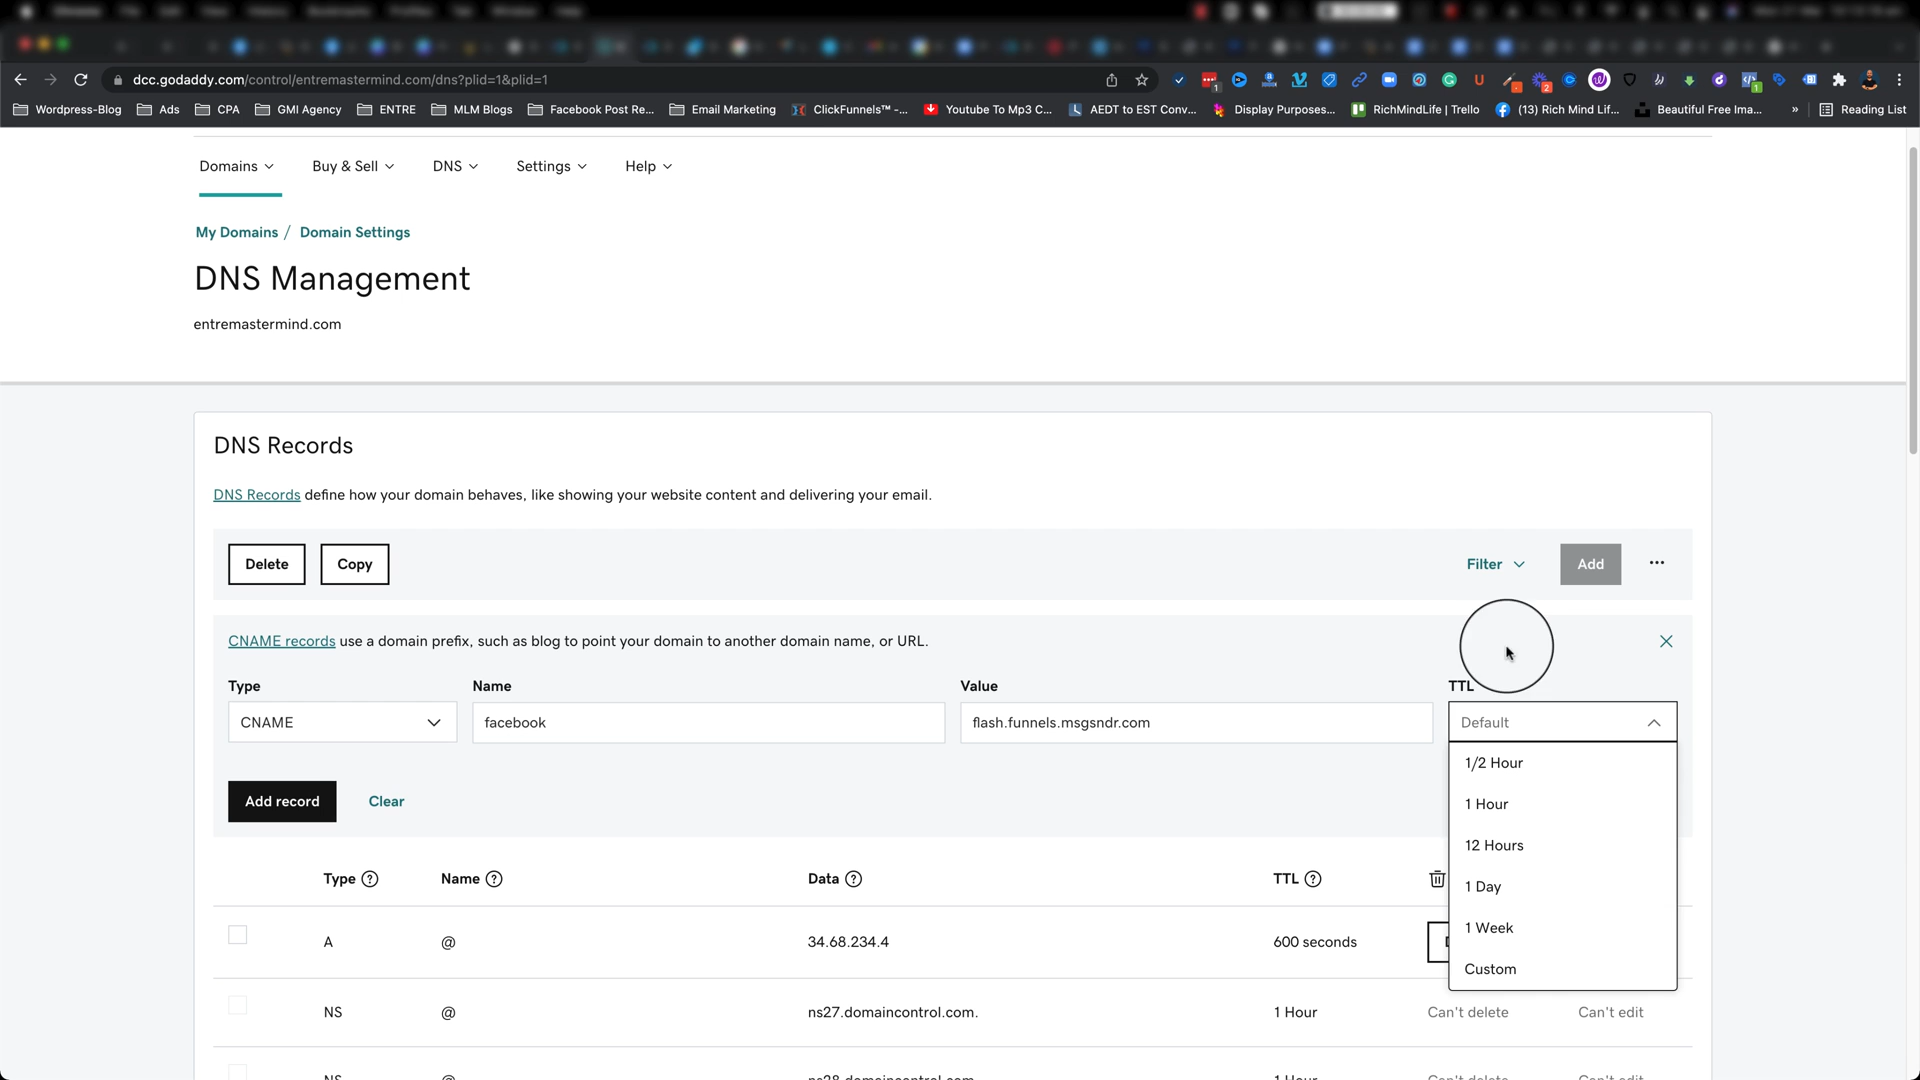 dcc.godaddy.com/control/entremastermind.com/dns?plid=1&plid=1
Wordpress-Blog Ads CPA GMI Agency ENTRE MLM Blogs Facebook Post Re... Email Marketing ClickFunnels™ -... Youtube To Mp3 C... AEDT to EST Conv... Display Purposes... RichMindLife | Trello (13) Rich Mind Lif... Beautiful Free Ima... » Reading List
Domains Buy & Sell DNS Settings Help
My Domains / Domain Settings
DNS Management
entremastermind.com
DNS Records
DNS Records define how your domain behaves, like showing your website content and delivering your email.
Delete Copy Filter Add ...
CNAME records use a domain prefix, such as blog to point your domain to another domain name, or URL.
Type Name Value TTL
CNAME facebook flash.funnels.msgsndr.com Default
1/2 Hour
1 Hour
12 Hours
1 Day
1 Week
Custom
Add record Clear
Type Name Data TTL
A @ 34.68.234.4 600 seconds
NS @ ns27.domaincontrol.com. 1 Hour Can't delete Can't edit